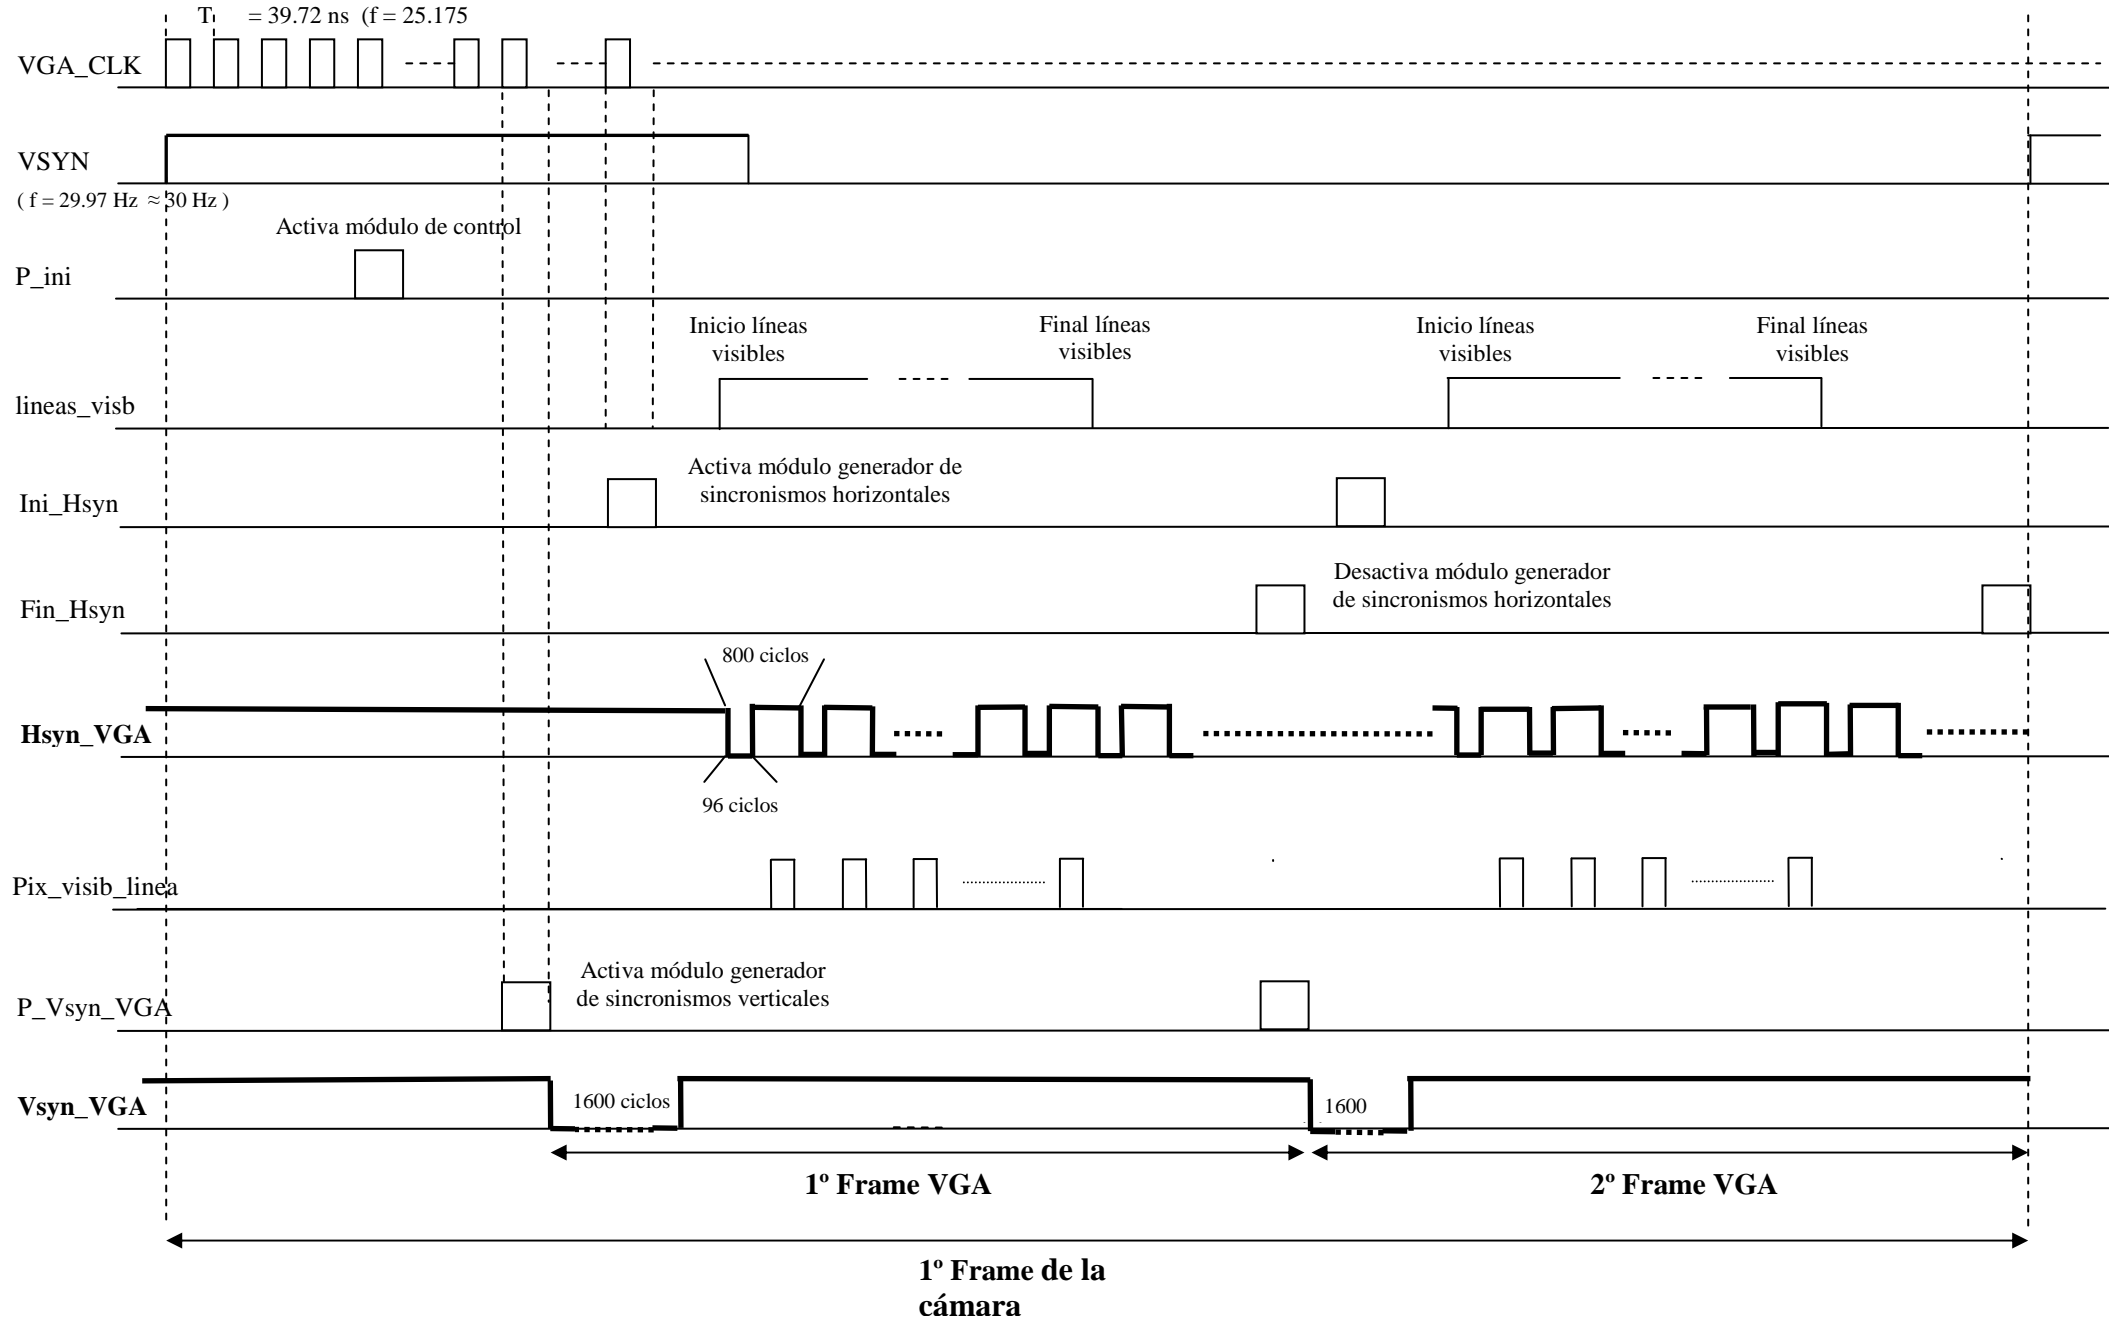 T = 39.72 ns (f = 25.175
VGA_CLK
VSYN
( f = 29.97 Hz ≈ 30 Hz )
Activa módulo de control
P_ini
Inicio líneas
visibles
Final líneas
visibles
Inicio líneas
visibles
Final líneas
visibles
lineas_visb
Activa módulo generador de
sincronismos horizontales
Ini_Hsyn
Desactiva módulo generador
de sincronismos horizontales
Fin_Hsyn
800 ciclos
Hsyn_VGA
96 ciclos
Pix_visib_linea
Activa módulo generador
de sincronismos verticales
P_Vsyn_VGA
Vsyn_VGA
1600 ciclos
1600
1º Frame VGA
2º Frame VGA
1º Frame de la
cámara